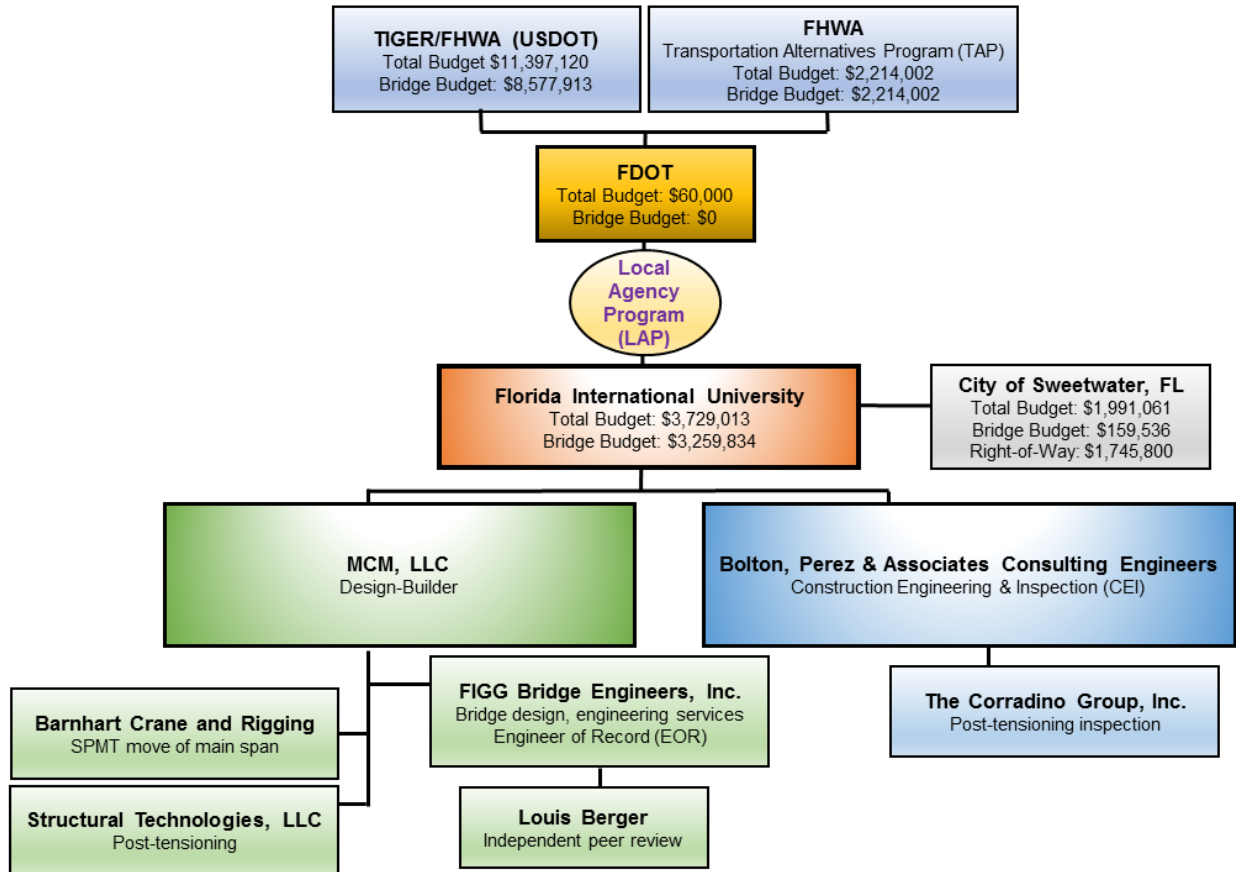 TIGER/FHWA (USDOT)
Total Budget $11,397,120
Bridge Budget: $8,577,913
FHWA
Transportation Alternatives Program (TAP)
Total Budget: $2,214,002
Bridge Budget: $2,214,002
FDOT
Total Budget: $60,000
Bridge Budget: $0
Local
Agency
Program
(LAP)
Florida International University
Total Budget: $3,729,013
Bridge Budget: $3,259,834
City of Sweetwater, FL
Total Budget: $1,991,061
Bridge Budget: $159,536
Right-of-Way: $1,745,800
MCM, LLC
Design-Builder
Bolton, Perez & Associates Consulting Engineers
Construction Engineering & Inspection (CEI)
Barnhart Crane and Rigging
SPMT move of main span
FIGG Bridge Engineers, Inc.
Bridge design, engineering services
Engineer of Record (EOR)
The Corradino Group, Inc.
Post-tensioning inspection
Structural Technologies, LLC
Post-tensioning
Louis Berger
Independent peer review